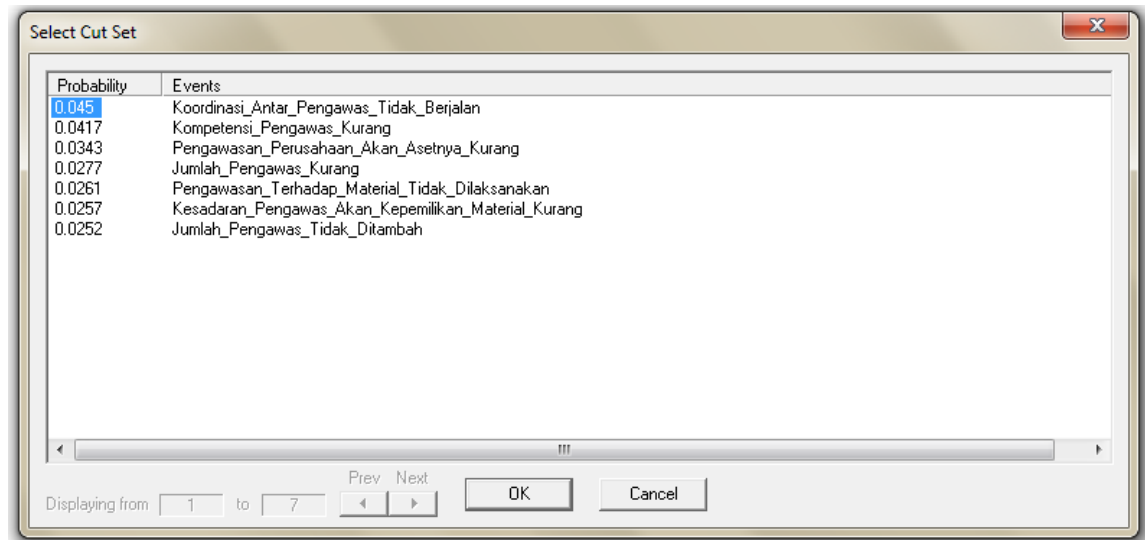 Select Cut Set
Probability Events
0.045 Koordinasi_Antar_Pengawas_Tidak_Berjalan
0.0417 Kompetensi_Pengawas_Kurang
0.0343 Pengawasan_Perusahaan_Akan_Asetnya_Kurang
0.0277 Jumlah_Pengawas_Kurang
0.0261 Pengawasan_Terhadap_Material_Tidak_Dilaksanakan
0.0257 Kesadaran_Pengawas_Akan_Kepemilikan_Material_Kurang
0.0252 Jumlah_Pengawas_Tidak_Ditambah
Prev Next
Displaying from 1 to 7 OK Cancel